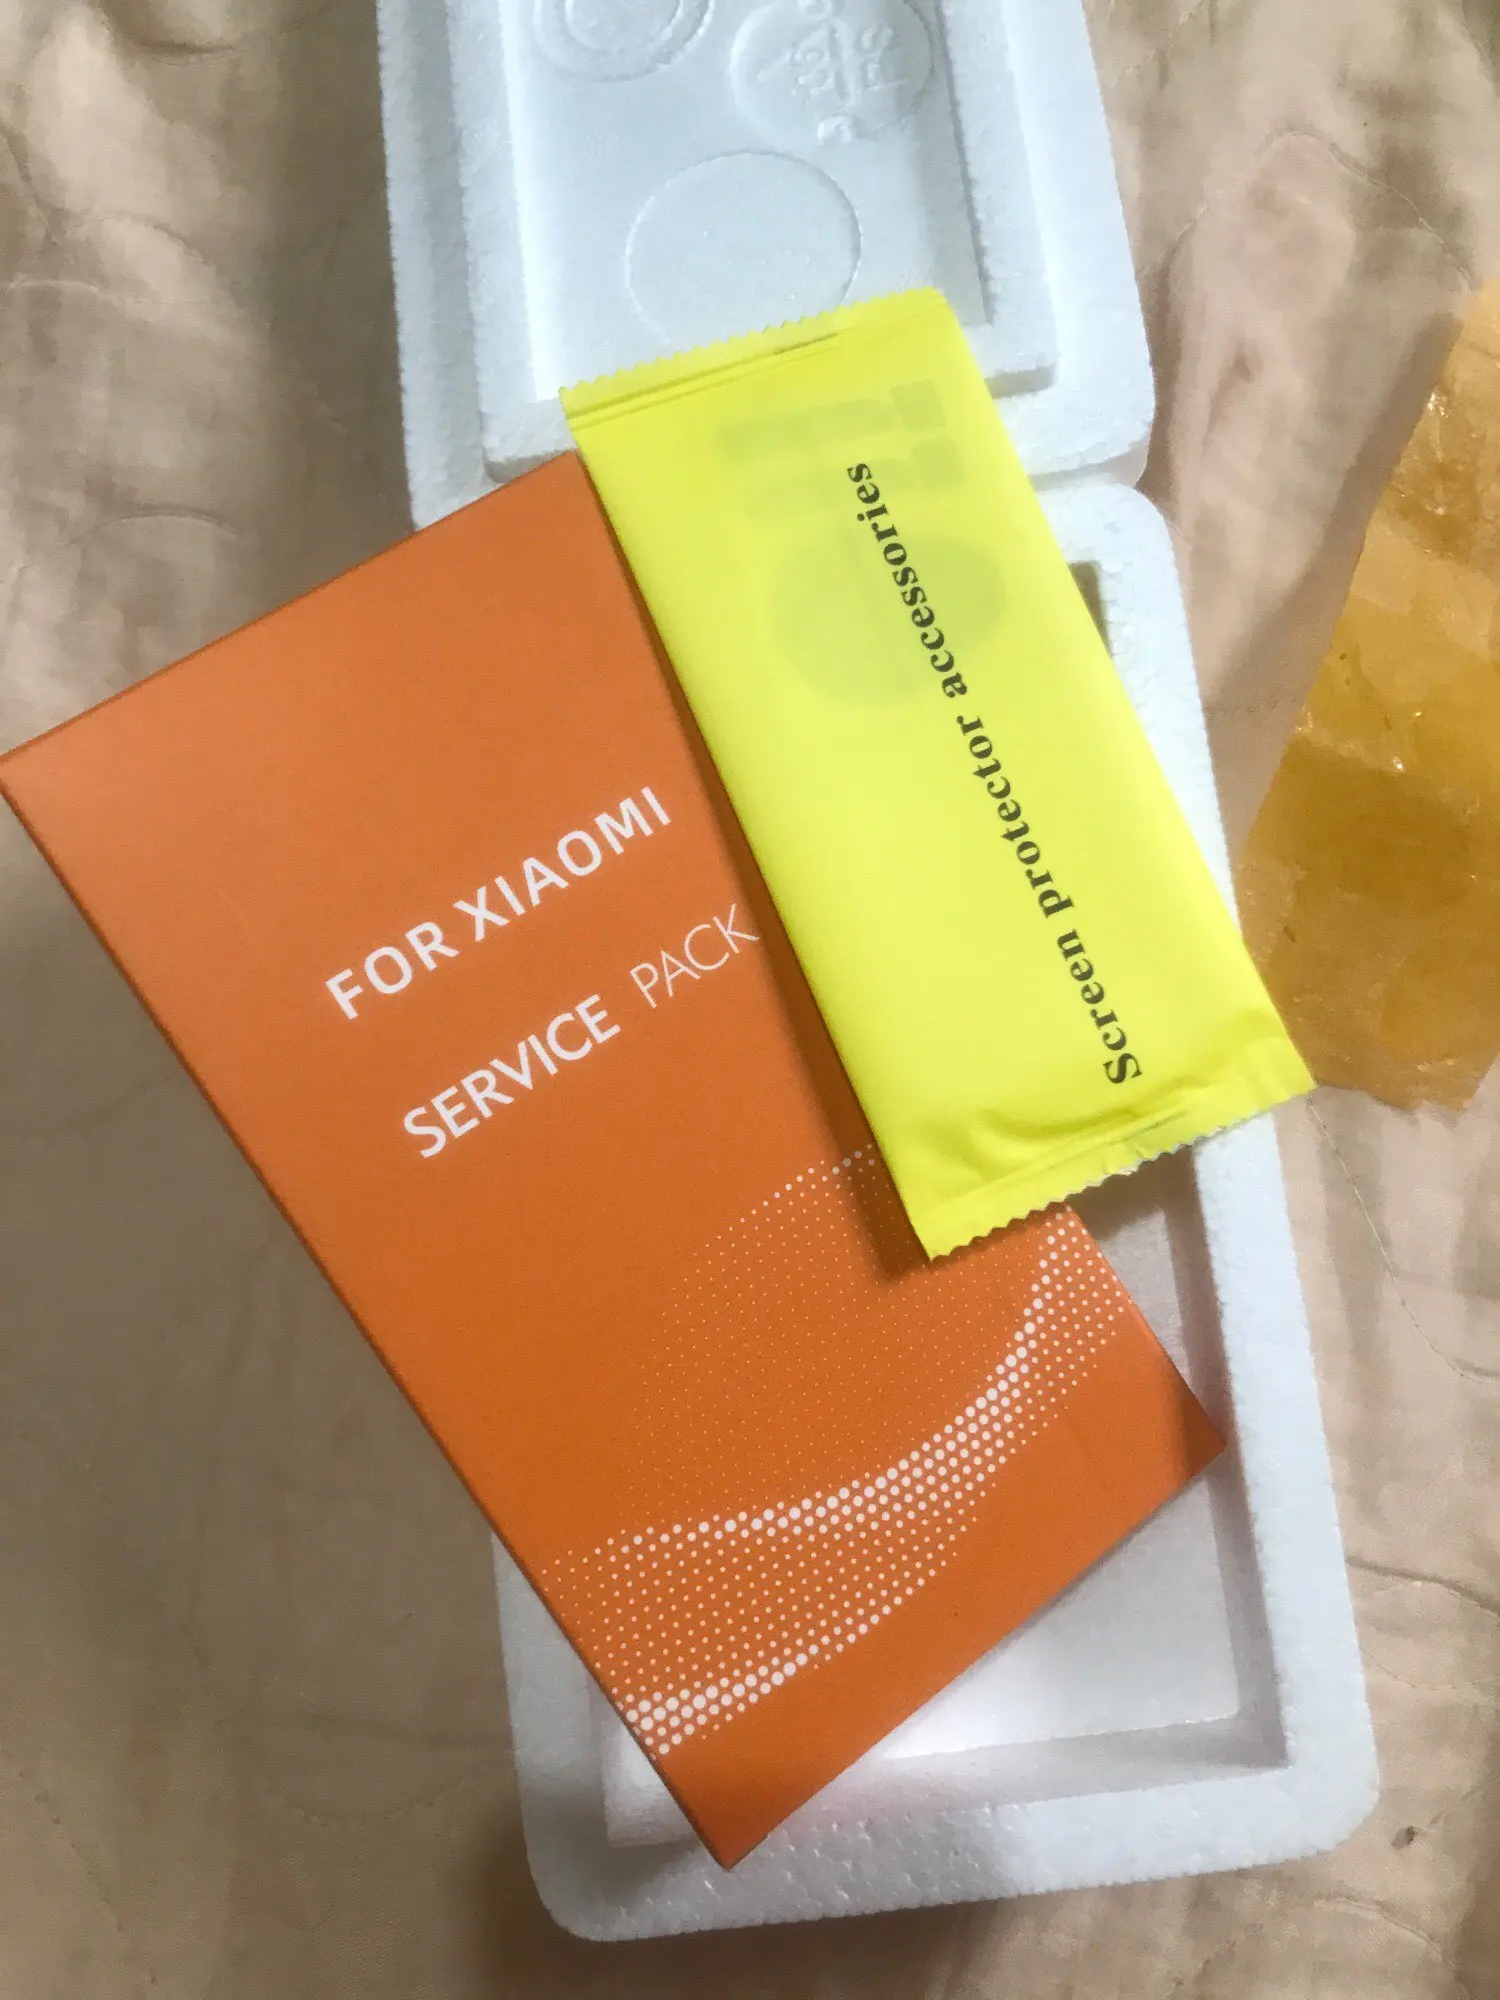 FOR XIAOMI
SERVICE PACK
Screen protector accessories